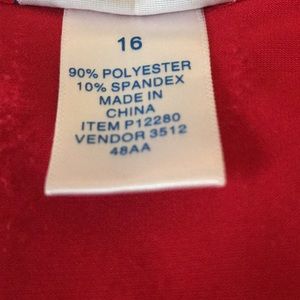 16
90% POLYESTER
10% SPANDEX
MADE IN
CHINA
ITEM P12280
VENDOR 3512
48AA